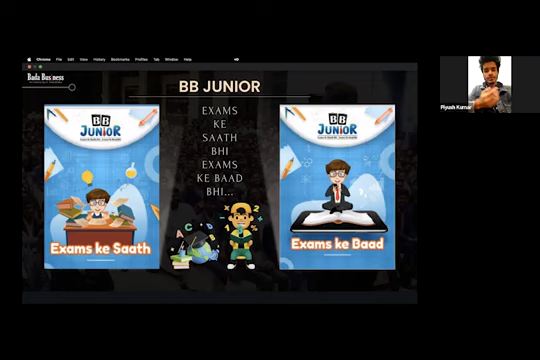 Chrome File Edit View History Bookmarks Profiles Tab Window Help
Bada Business
BB JUNIOR
EXAMS
KE
SAATH
BHI
EXAMS
KE BAAD
BHI...
BB
JUNIOR
Exams ke Saath
BB
JUNIOR
Exams ke Baad
Piyush Kumar